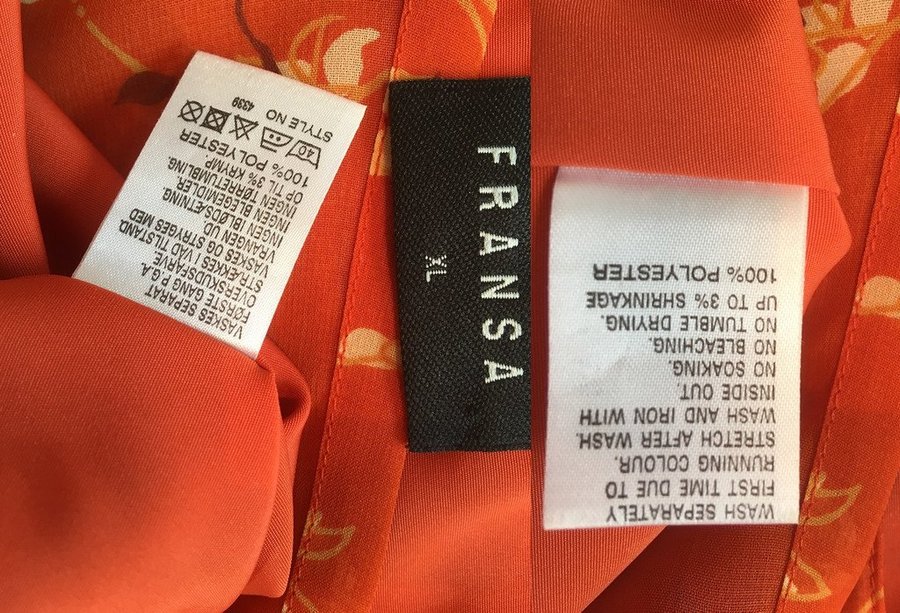 VASKES SEPARAT
FØRSTE GANG P.G.A.
OVERSKUDSFARVE.
STRÆKKES I VÅD TILSTAND
VASKES OG STRYGES MED
VRANGEN UD.
INGEN IBLØDSÆTNING
INGEN BLEGEMIDLER.
INGEN TØRRETUMBLING.
OP TIL 3% KRYMP.
100% POLYESTER
40
STYLE NO 4339
FRANSA
XL
WASH SEPARATELY
FIRST TIME DUE TO
RUNNING COLOUR.
STRETCH AFTER WASH.
WASH AND IRON WITH
INSIDE OUT.
NO SOAKING.
NO BLEACHING.
NO TUMBLE DRYING.
UP TO 3% SHRINKAGE
100% POLYESTER